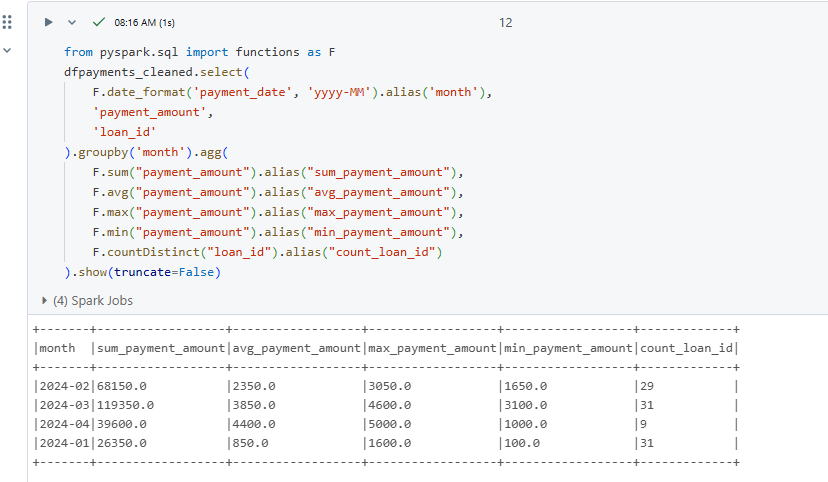 08:16 AM (1s)
12
from pyspark.sql import functions as F
dfpayments_cleaned.select(
    F.date_format('payment_date', 'yyyy-MM').alias('month'),
    'payment_amount',
    'loan_id'
).groupby('month').agg(
    F.sum("payment_amount").alias("sum_payment_amount"),
    F.avg("payment_amount").alias("avg_payment_amount"),
    F.max("payment_amount").alias("max_payment_amount"),
    F.min("payment_amount").alias("min_payment_amount"),
    F.countDistinct("loan_id").alias("count_loan_id")
).show(truncate=False)
(4) Spark Jobs
+-------+------------------+------------------+------------------+------------------+-------------+
|month  |sum_payment_amount|avg_payment_amount|max_payment_amount|min_payment_amount|count_loan_id|
+-------+------------------+------------------+------------------+------------------+-------------+
|2024-02|68150.0           |2350.0            |3050.0            |1650.0            |29           |
|2024-03|119350.0          |3850.0            |4600.0            |3100.0            |31           |
|2024-04|39600.0           |4400.0            |5000.0            |1000.0            |9            |
|2024-01|26350.0           |850.0             |1600.0            |100.0             |31           |
+-------+------------------+------------------+------------------+------------------+-------------+